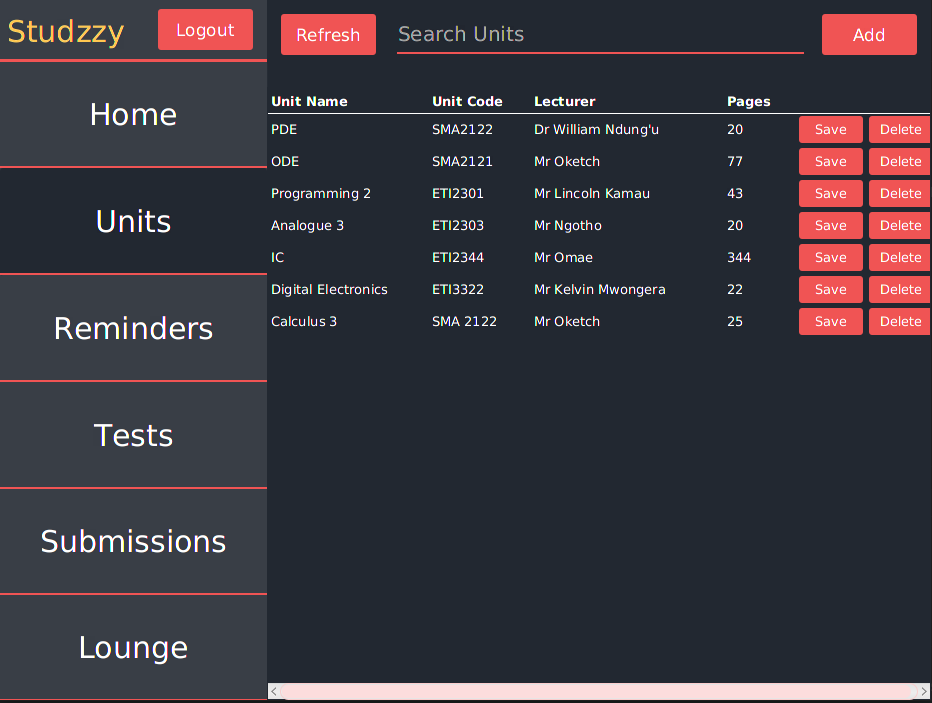 Studzzy Logout Refresh Search Units Add
Home
Units
Reminders
Tests
Submissions
Lounge
Unit Name Unit Code Lecturer Pages
PDE SMA2122 Dr William Ndung'u 20 Save Delete
ODE SMA2121 Mr Oketch 77 Save Delete
Programming 2 ETI2301 Mr Lincoln Kamau 43 Save Delete
Analogue 3 ETI2303 Mr Ngotho 20 Save Delete
IC ETI2344 Mr Omae 344 Save Delete
Digital Electronics ETI3322 Mr Kelvin Mwongera 22 Save Delete
Calculus 3 SMA 2122 Mr Oketch 25 Save Delete